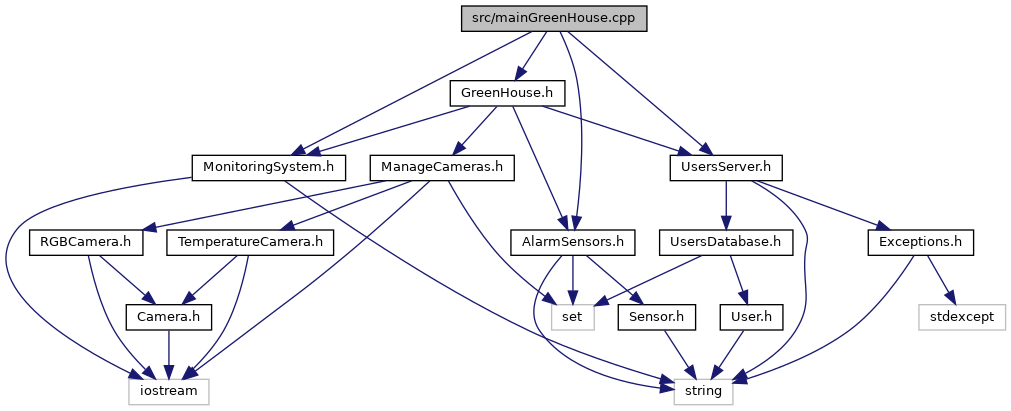 src/mainGreenHouse.cpp
GreenHouse.h
MonitoringSystem.h
ManageCameras.h
UsersServer.h
RGBCamera.h
TemperatureCamera.h
AlarmSensors.h
UsersDatabase.h
Exceptions.h
Camera.h
set
Sensor.h
User.h
stdexcept
iostream
string